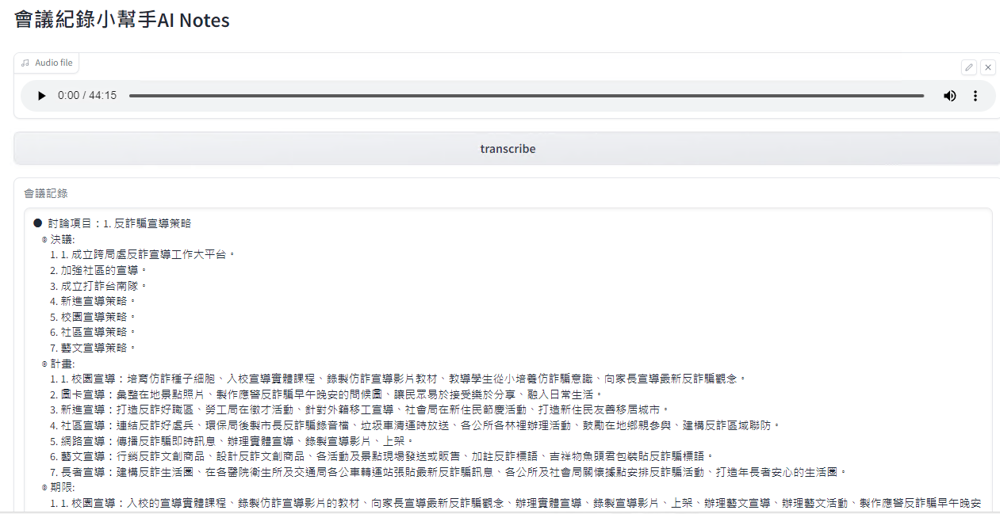 會議紀錄小幫手AI Notes
Audio file
0:00 / 44:15
transcribe
會議記錄
● 討論項目：1. 反詐騙宣導策略
◎ 決議:
1. 1. 成立跨局處反詐宣導工作大平台。
2. 加強社區的宣導。
3. 成立打詐台南隊。
4. 新進宣導策略。
5. 校園宣導策略。
6. 社區宣導策略。
7. 藝文宣導策略。
◎ 計畫:
1. 1. 校園宣導：培育仿詐種子細胞、入校宣導實體課程、錄製仿詐宣導影片教材、教導學生從小培養仿詐騙意識、向家長宣導最新反詐騙觀念。
2. 圖卡宣導：彙整在地景點照片、製作應警反詐騙早午晚安的問候圖、讓民眾易於接受樂於分享、融入日常生活。
3. 新進宣導：打造反詐好職區、勞工局在徵才活動、針對外籍移工宣導、社會局在新住民節慶活動、打造新住民友善移居城市。
4. 社區宣導：連結反詐好處兵、環保局後製市長反詐騙錄音檔、垃圾車清運時放送、各公所各林裡辦理活動、鼓勵在地鄉親參與、建構反詐區域聯防。
5. 網路宣導：傳播反詐騙即時訊息、辦理實體宣導、錄製宣導影片、上架。
6. 藝文宣導：行銷反詐文創商品、設計反詐文創商品、各活動及景點現場發送或販售、加註反詐標語、吉祥物魚頭君包裝貼反詐騙標語。
7. 長者宣導：建構反詐生活圈、在各醫院衛生所及交通局各公車轉運站張貼最新反詐騙訊息、各公所及社會局關懷據點安排反詐騙活動、打造年長者安心的生活圈。
◎ 期限:
1. 1. 校園宣導：入校的宣導實體課程、錄製仿詐宣導影片的教材、向家長宣導最新反詐騙觀念、辦理實體宣導、錄製宣導影片、上架、辦理藝文宣導、辦理藝文活動、製作應警反詐騙早午晚安